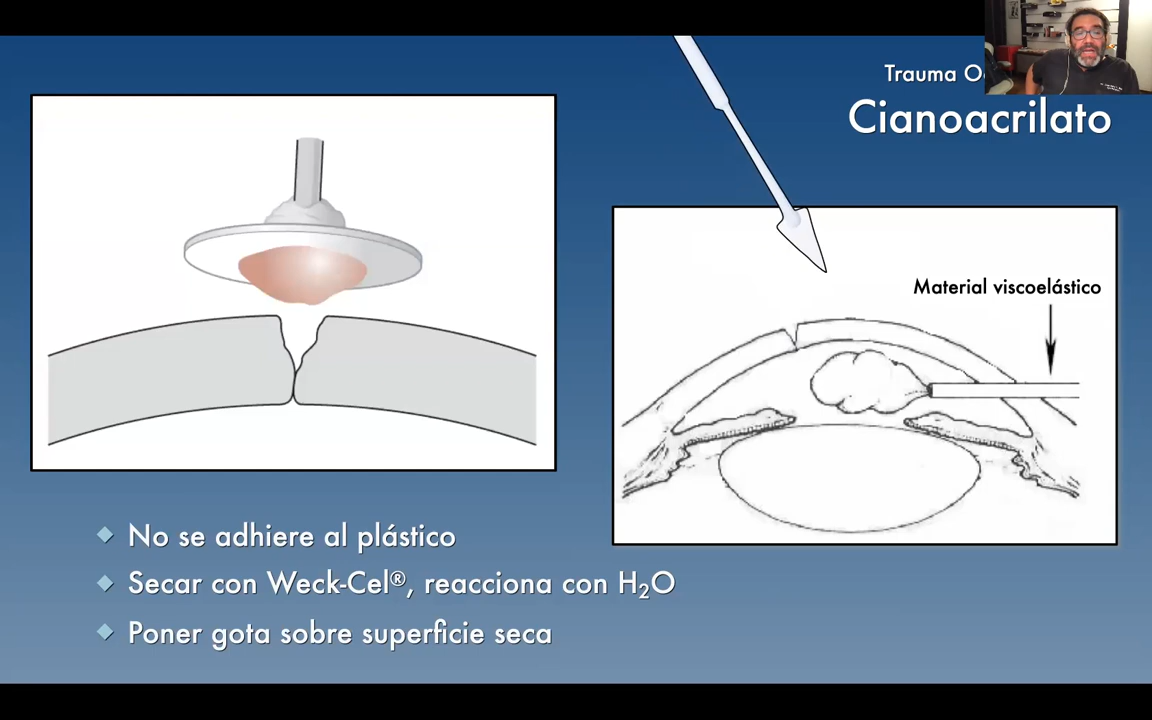 Trauma
Cianoacrilato
Material viscoelástico
No se adhiere al plástico
Secar con Weck-Cel®, reacciona con H₂O
Poner gota sobre superficie seca